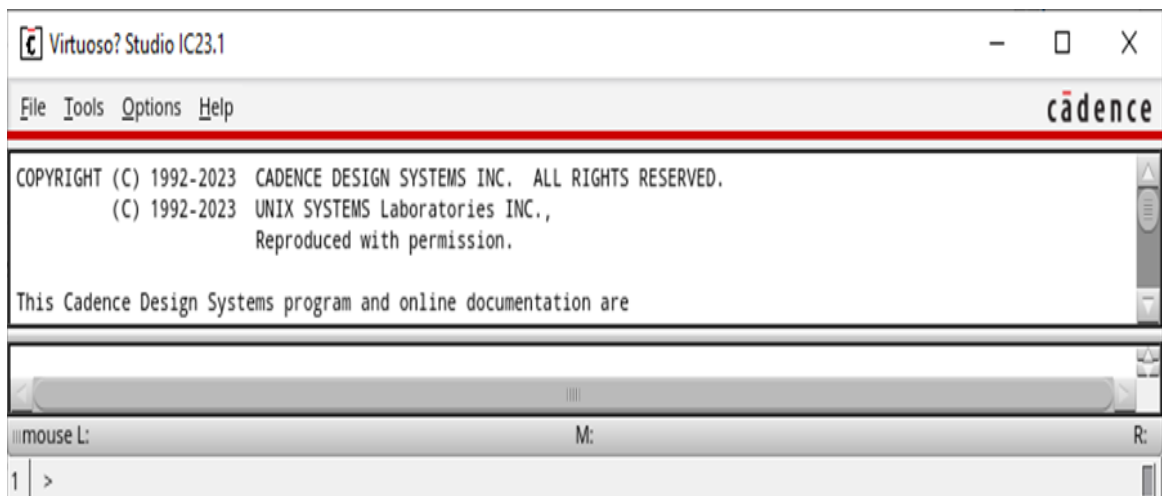 Virtuoso? Studio IC23.1
File Tools Options Help
cādence
COPYRIGHT (C) 1992-2023 CADENCE DESIGN SYSTEMS INC. ALL RIGHTS RESERVED.
(C) 1992-2023 UNIX SYSTEMS Laboratories INC.,
Reproduced with permission.
This Cadence Design Systems program and online documentation are
mouse L: M: R:
1 >